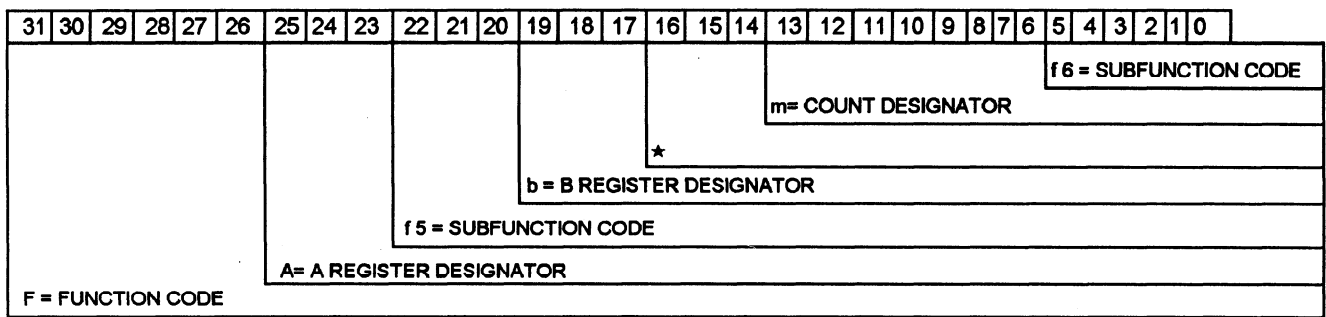 31 30 29 28 27 26 25 24 23 22 21 20 19 18 17 16 15 14 13 12 11 10 9 8 7 6 5 4 3 2 1 0
f 6 = SUBFUNCTION CODE
m= COUNT DESIGNATOR
★
b = B REGISTER DESIGNATOR
f 5 = SUBFUNCTION CODE
A= A REGISTER DESIGNATOR
F = FUNCTION CODE